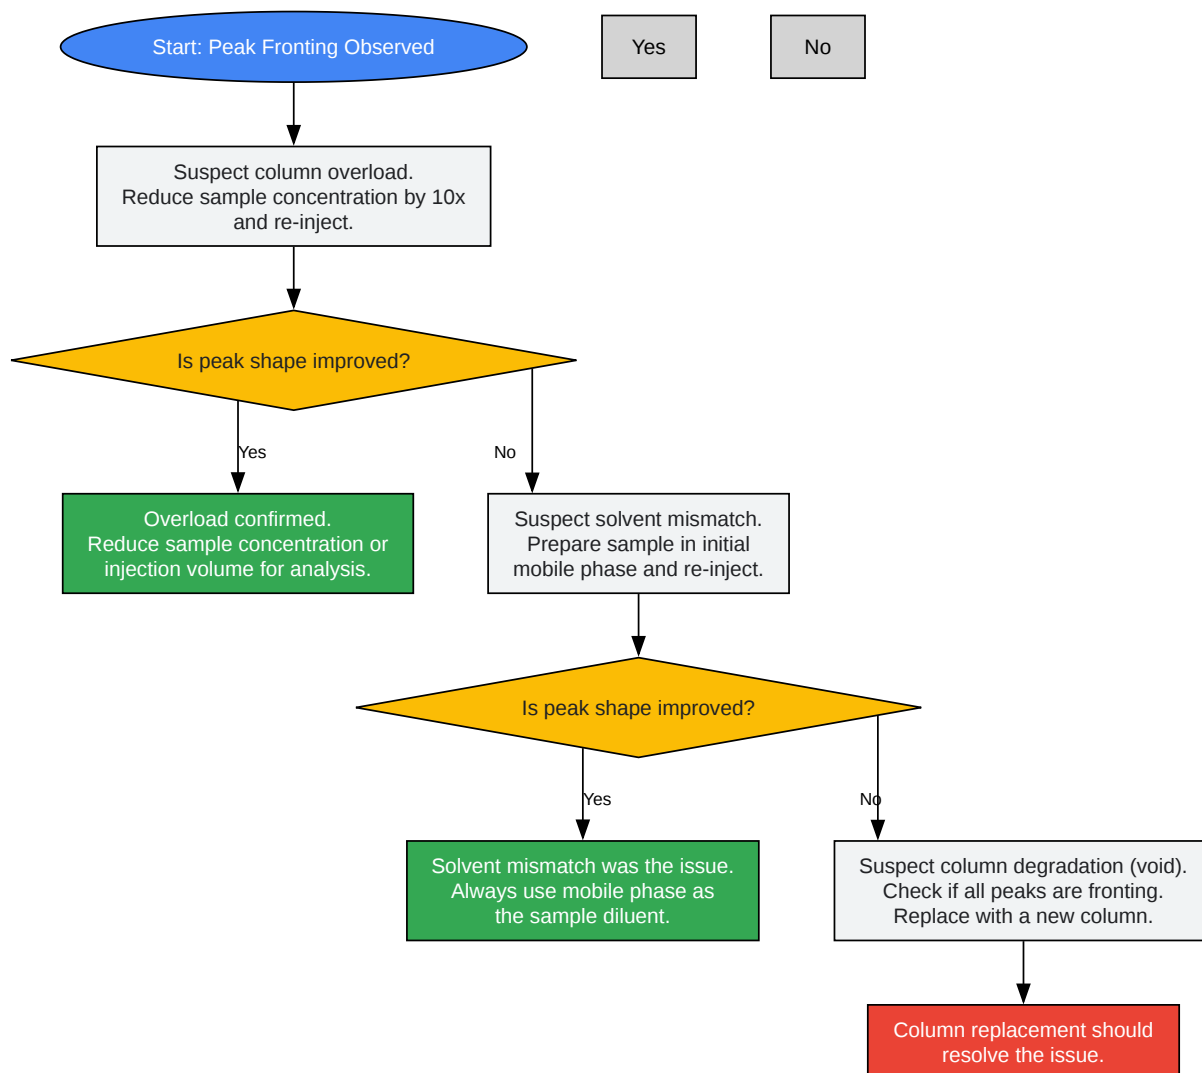 Start: Peak Fronting Observed
Yes
No
Suspect column overload.
Reduce sample concentration by 10x
and re-inject.
Is peak shape improved?
Yes
No
Overload confirmed.
Reduce sample concentration or
injection volume for analysis.
Suspect solvent mismatch.
Prepare sample in initial
mobile phase and re-inject.
Is peak shape improved?
Yes
No
Solvent mismatch was the issue.
Always use mobile phase as
the sample diluent.
Suspect column degradation (void).
Check if all peaks are fronting.
Replace with a new column.
Column replacement should
resolve the issue.